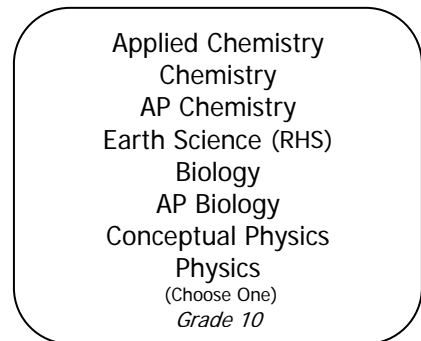 Applied Chemistry
Chemistry
AP Chemistry
Earth Science (RHS)
Biology
AP Biology
Conceptual Physics
Physics
(Choose One)
Grade 10